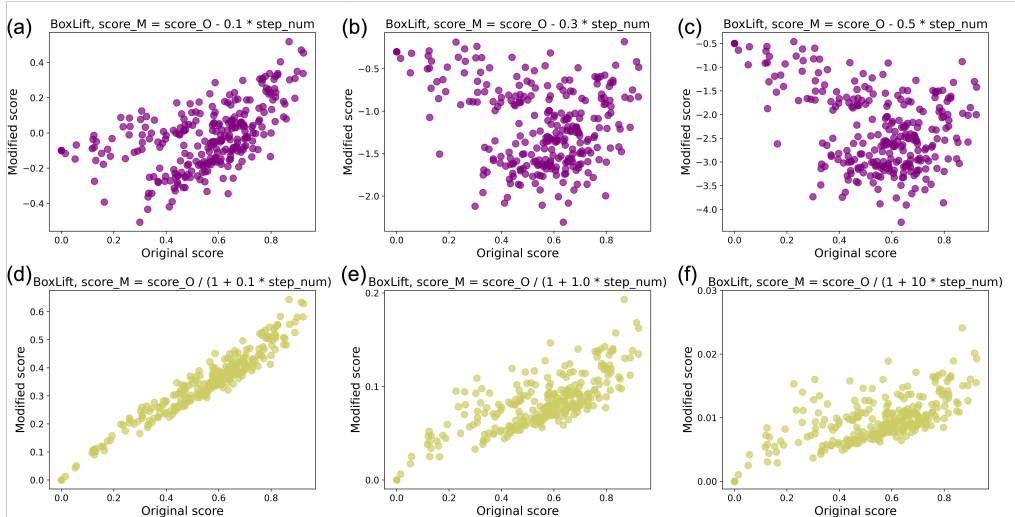 (a) BoxLift, score_M = score_O - 0.1 * step_num
Modified score
0.4
0.2
0.0
−0.2
−0.4
0.0 0.2 0.4 0.6 0.8
Original score
(b) BoxLift, score_M = score_O - 0.3 * step_num
Modified score
−0.5
−1.0
−1.5
−2.0
0.0 0.2 0.4 0.6 0.8
Original score
(c) BoxLift, score_M = score_O - 0.5 * step_num
Modified score
−0.5
−1.0
−1.5
−2.0
−2.5
−3.0
−3.5
−4.0
0.0 0.2 0.4 0.6 0.8
Original score
(d) BoxLift, score_M = score_O / (1 + 0.1 * step_num)
Modified score
0.6
0.5
0.4
0.3
0.2
0.1
0.0
0.0 0.2 0.4 0.6 0.8
Original score
(e) BoxLift, score_M = score_O / (1 + 1.0 * step_num)
Modified score
0.2
0.1
0.0
0.0 0.2 0.4 0.6 0.8
Original score
(f) BoxLift, score_M = score_O / (1 + 10 * step_num)
Modified score
0.03
0.02
0.01
0.00
0.0 0.2 0.4 0.6 0.8
Original score